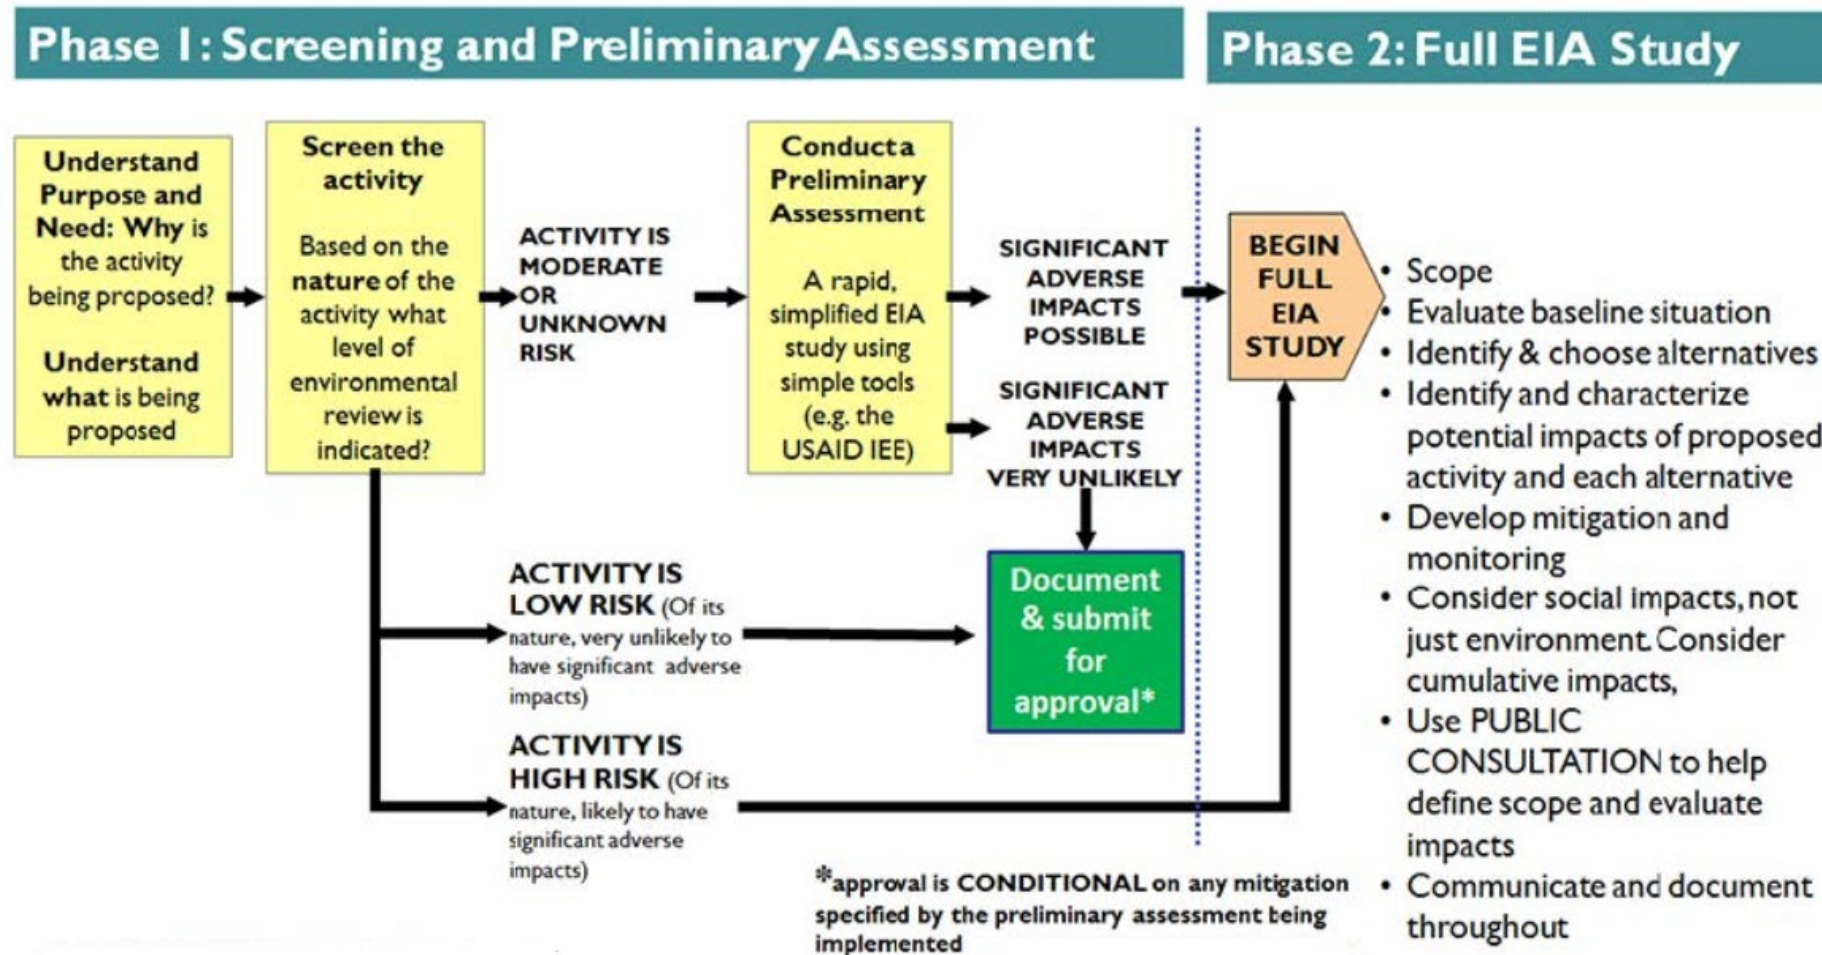 Phase 1: Screening and Preliminary Assessment
Phase 2: Full EIA Study
Understand
Purpose and
Need: Why is
the activity
being proposed?
Understand
what is being
proposed
Screen the
activity
Based on the
nature of the
activity what
level of
environmental
review is
indicated?
ACTIVITY IS
MODERATE
OR
UNKNOWN
RISK
Conduct a
Preliminary
Assessment
A rapid,
simplified EIA
study using
simple tools
(e.g. the
USAID IEE)
SIGNIFICANT
ADVERSE
IMPACTS
POSSIBLE
SIGNIFICANT
ADVERSE
IMPACTS
VERY UNLIKELY
ACTIVITY IS
LOW RISK (Of its
nature, very unlikely to
have significant adverse
impacts)
Document
& submit
for
approval*
ACTIVITY IS
HIGH RISK (Of its
nature, likely to have
significant adverse
impacts)
*approval is CONDITIONAL on any mitigation
specified by the preliminary assessment being
implemented
BEGIN
FULL
EIA
STUDY
• Scope
• Evaluate baseline situation
• Identify & choose alternatives
• Identify and characterize
potential impacts of proposed
activity and each alternative
• Develop mitigation and
monitoring
• Consider social impacts, not
just environment. Consider
cumulative impacts,
• Use PUBLIC
CONSULTATION to help
define scope and evaluate
impacts
• Communicate and document
throughout